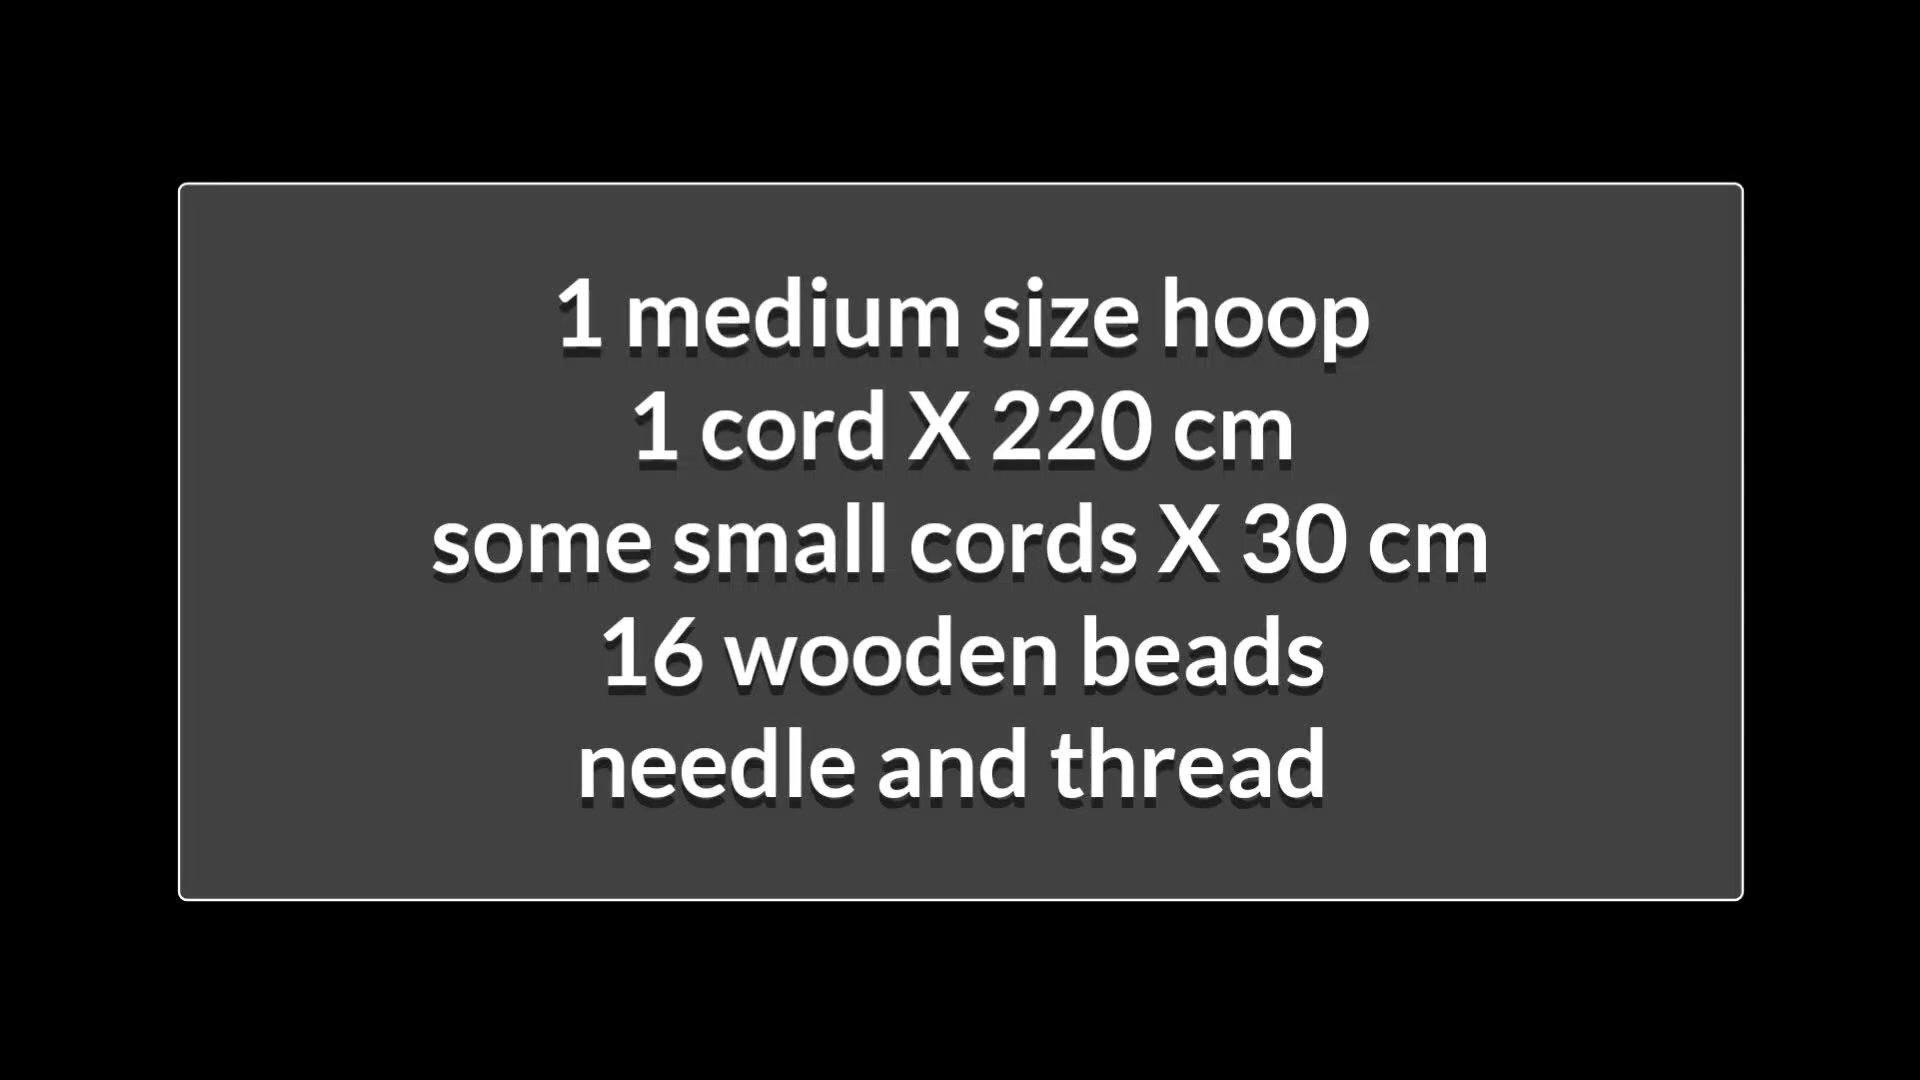 1 medium size hoop
1 cord X 220 cm
some small cords X 30 cm
16 wooden beads
needle and thread